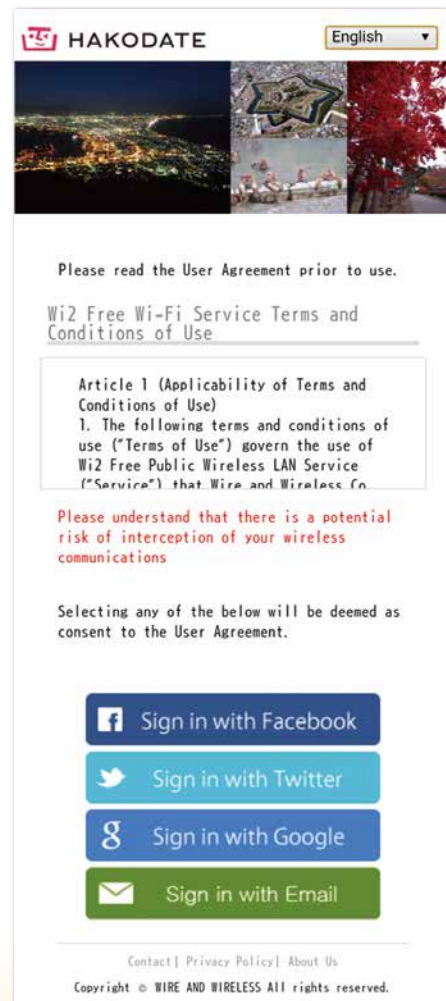 HAKODATE
English
Please read the User Agreement prior to use.
Wi2 Free Wi-Fi Service Terms and
Conditions of Use
Article 1 (Applicability of Terms and
Conditions of Use)
1. The following terms and conditions of
use ("Terms of Use") govern the use of
Wi2 Free Public Wireless LAN Service
("Service") that Wire and Wireless Co
Please understand that there is a potential
risk of interception of your wireless
communications
Selecting any of the below will be deemed as
consent to the User Agreement.
Sign in with Facebook
Sign in with Twitter
Sign in with Google
Sign in with Email
Contact| Privacy Policy| About Us
Copyright © WIRE AND WIRELESS All rights reserved.